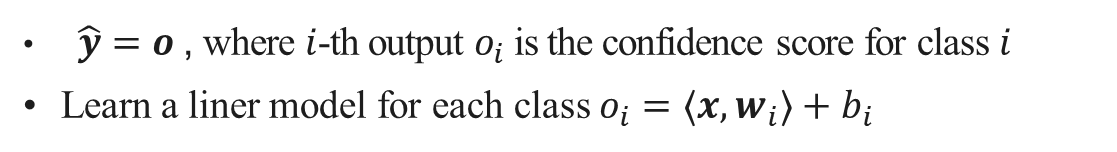 • ŷ = o , where i-th output oᵢ is the confidence score for class i
• Learn a liner model for each class oᵢ = ⟨x, wᵢ⟩ + bᵢ